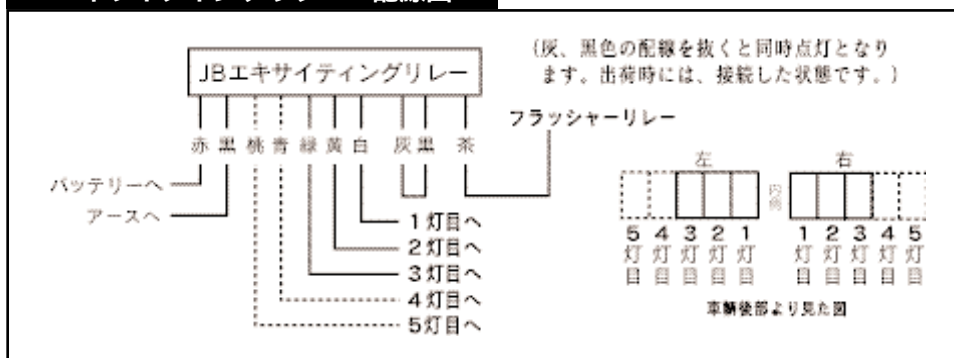 (灰、黒色の配線を抜くと同時点灯となり
ます。出荷時には、接続した状態です。)
JBエキサイティングリレー
フラッシャーリレー
赤 黒 桃 青 緑 黄 白 灰 黒 茶
バッテリーへ
アースへ
1灯目へ
2灯目へ
3灯目へ
4灯目へ
5灯目へ
左 右
内側
5灯目 4灯目 3灯目 2灯目 1灯目
1灯目 2灯目 3灯目 4灯目 5灯目
車輌後部より見た図